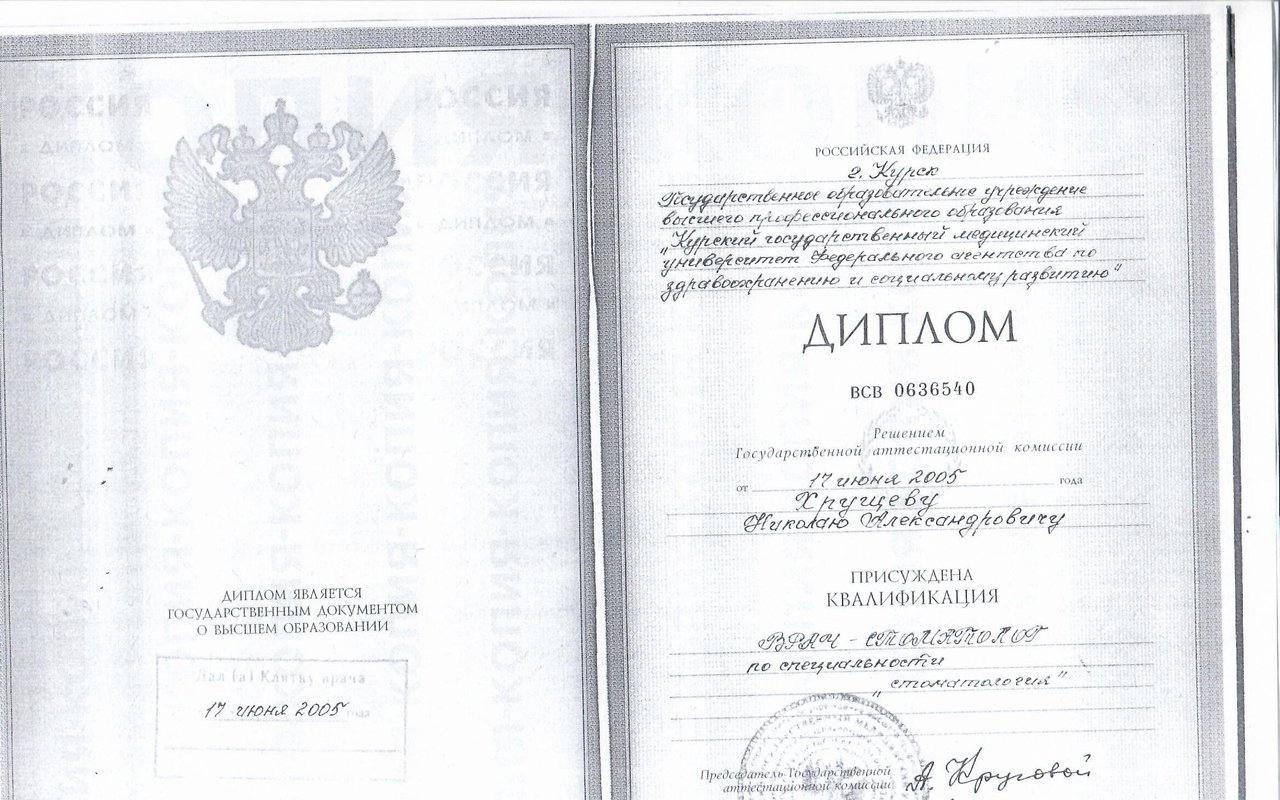 ДИПЛОМ ЯВЛЯЕТСЯ
ГОСУДАРСТВЕННЫМ ДОКУМЕНТОМ
О ВЫСШЕМ ОБРАЗОВАНИИ
Дал (а) Клятву врача
17 июня 2005 года
РОССИЙСКАЯ ФЕДЕРАЦИЯ
г. Курск
Государственное образовательное учреждение
высшего профессионального образования
„Курский государственный медицинский
университет Федерального агентства по
здравоохранению и социальному развитию"
ДИПЛОМ
ВСВ 0636540
Решением
Государственной аттестационной комиссии
от 17 июня 2005 года
Хрущеву
Николаю Александровичу
ПРИСУЖДЕНА
КВАЛИФИКАЦИЯ
ВРАЧ - СТОМАТОЛОГ
по специальности
„стоматология"
Председатель Государственной
аттестационной комиссии
А. Круговой